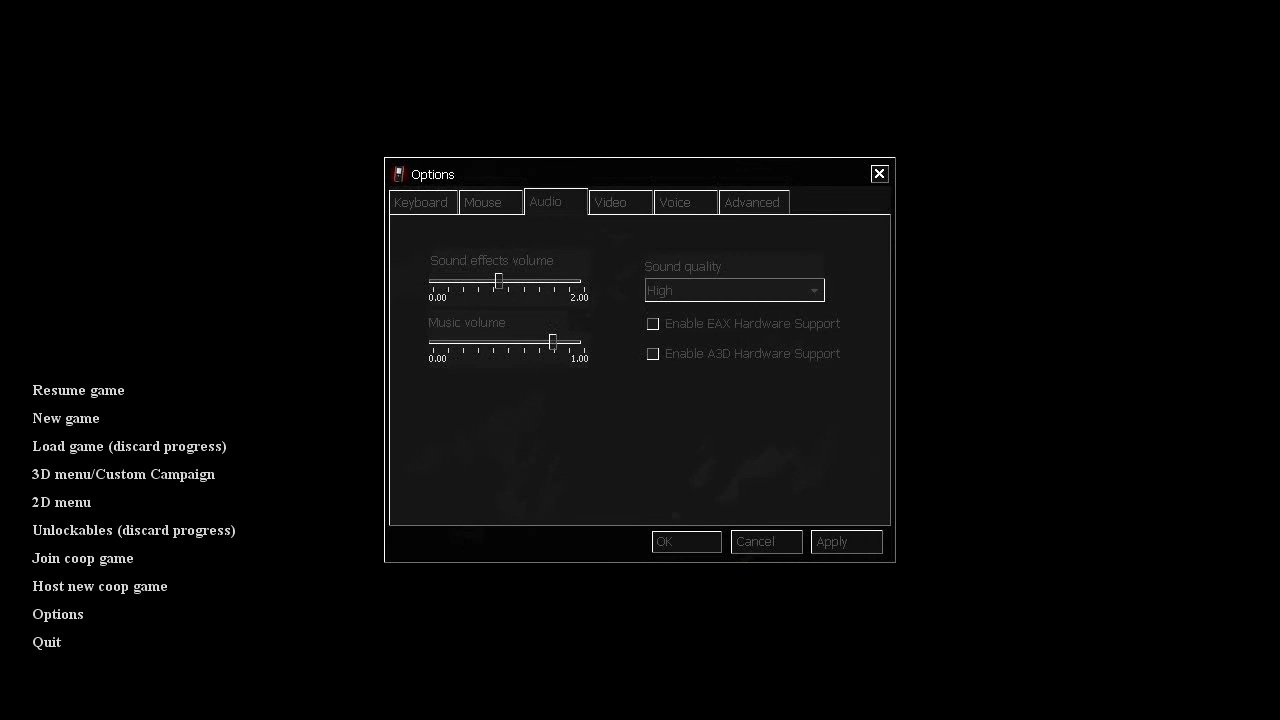 Options
Keyboard
Mouse
Audio
Video
Voice
Advanced
Sound effects volume
0.00 2.00
Music volume
0.00 1.00
Sound quality
High
Enable EAX Hardware Support
Enable A3D Hardware Support
OK
Cancel
Apply
Resume game
New game
Load game (discard progress)
3D menu/Custom Campaign
2D menu
Unlockables (discard progress)
Join coop game
Host new coop game
Options
Quit